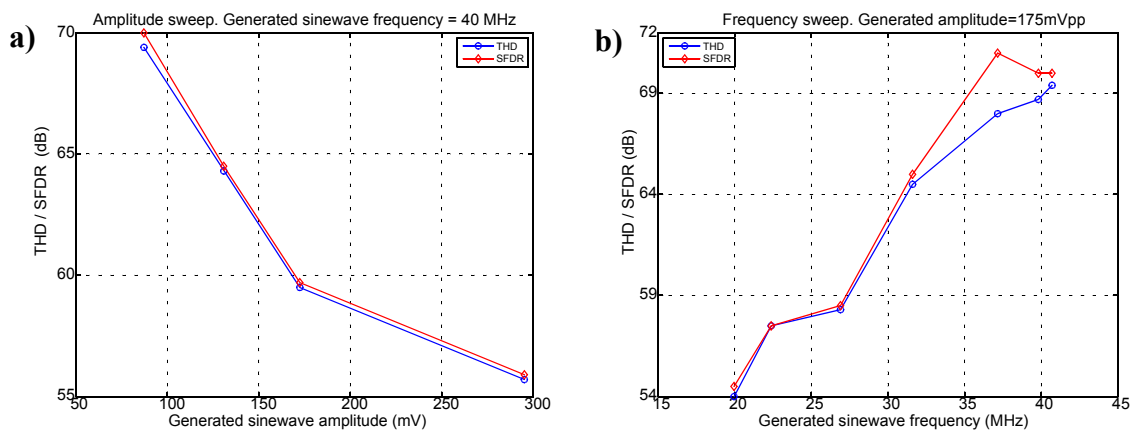 a)
Amplitude sweep. Generated sinewave frequency = 40 MHz
THD
SFDR
THD / SFDR (dB)
70
65
60
55
50 100 150 200 250 300
Generated sinewave amplitude (mV)
b)
Frequency sweep. Generated amplitude=175mVpp
THD
SFDR
THD / SFDR (dB)
72
69
64
59
54
15 20 25 30 35 40 45
Generated sinewave frequency (MHz)